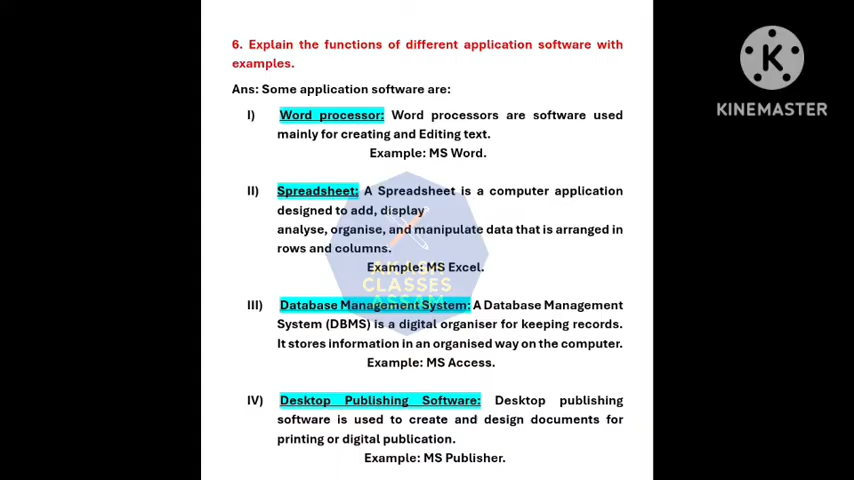 6. Explain the functions of different application software with
examples.
Ans: Some application software are:
I) Word processor: Word processors are software used
mainly for creating and Editing text.
Example: MS Word.
II) Spreadsheet: A Spreadsheet is a computer application
designed to add, display
analyse, organise, and manipulate data that is arranged in
rows and columns.
Example: MS Excel.
III) Database Management System: A Database Management
System (DBMS) is a digital organiser for keeping records.
It stores information in an organised way on the computer.
Example: MS Access.
IV) Desktop Publishing Software: Desktop publishing
software is used to create and design documents for
printing or digital publication.
Example: MS Publisher.
K
KINEMASTER
AKASH
CLASSES
ASSAM